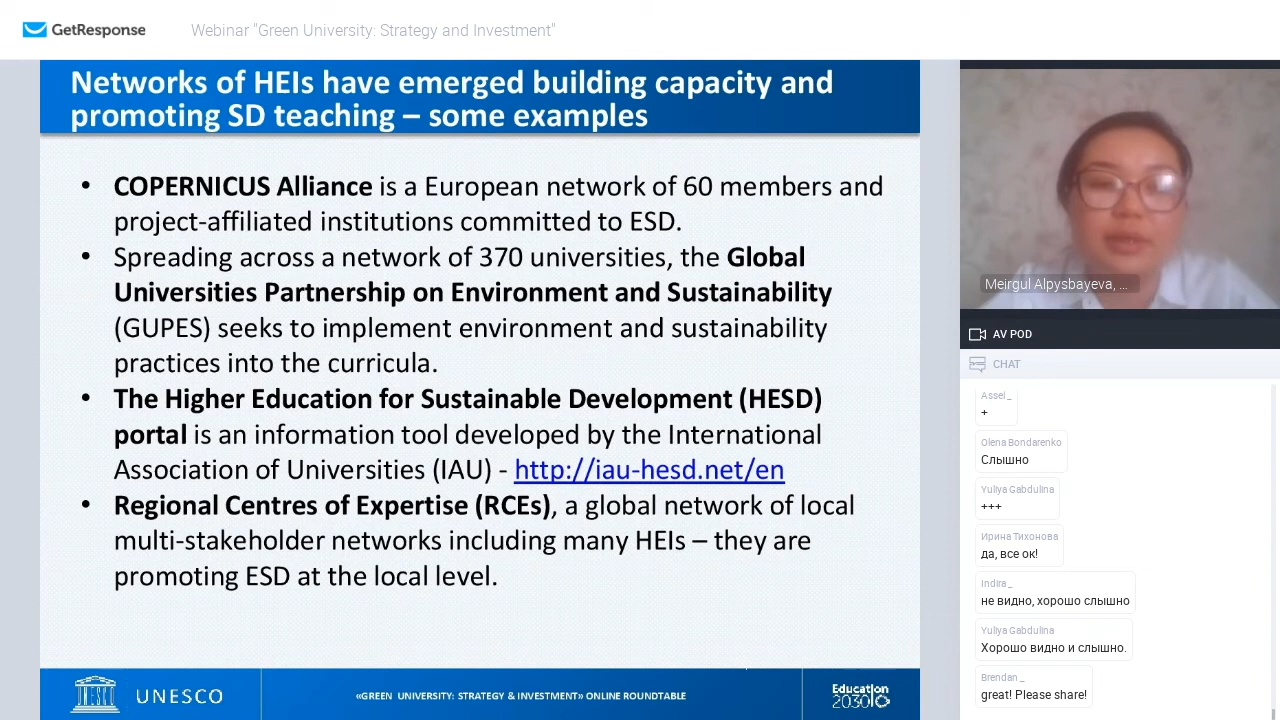 GetResponse
Webinar "Green University: Strategy and Investment"
Networks of HEIs have emerged building capacity and
promoting SD teaching – some examples
• COPERNICUS Alliance is a European network of 60 members and
project-affiliated institutions committed to ESD.
• Spreading across a network of 370 universities, the Global
Universities Partnership on Environment and Sustainability
(GUPES) seeks to implement environment and sustainability
practices into the curricula.
• The Higher Education for Sustainable Development (HESD)
portal is an information tool developed by the International
Association of Universities (IAU) - http://iau-hesd.net/en
• Regional Centres of Expertise (RCEs), a global network of local
multi-stakeholder networks including many HEIs – they are
promoting ESD at the local level.
UNESCO
«GREEN UNIVERSITY: STRATEGY & INVESTMENT» ONLINE ROUNDTABLE
Education
2030
Meirgul Alpysbayeva, ...
AV POD
CHAT
Assel_
+
Olena Bondarenko
Слышно
Yuliya Gabdulina
+++
Ирина Тихонова
да, все ок!
Indira_
не видно, хорошо слышно
Yuliya Gabdulina
Хорошо видно и слышно.
Brendan _
great! Please share!